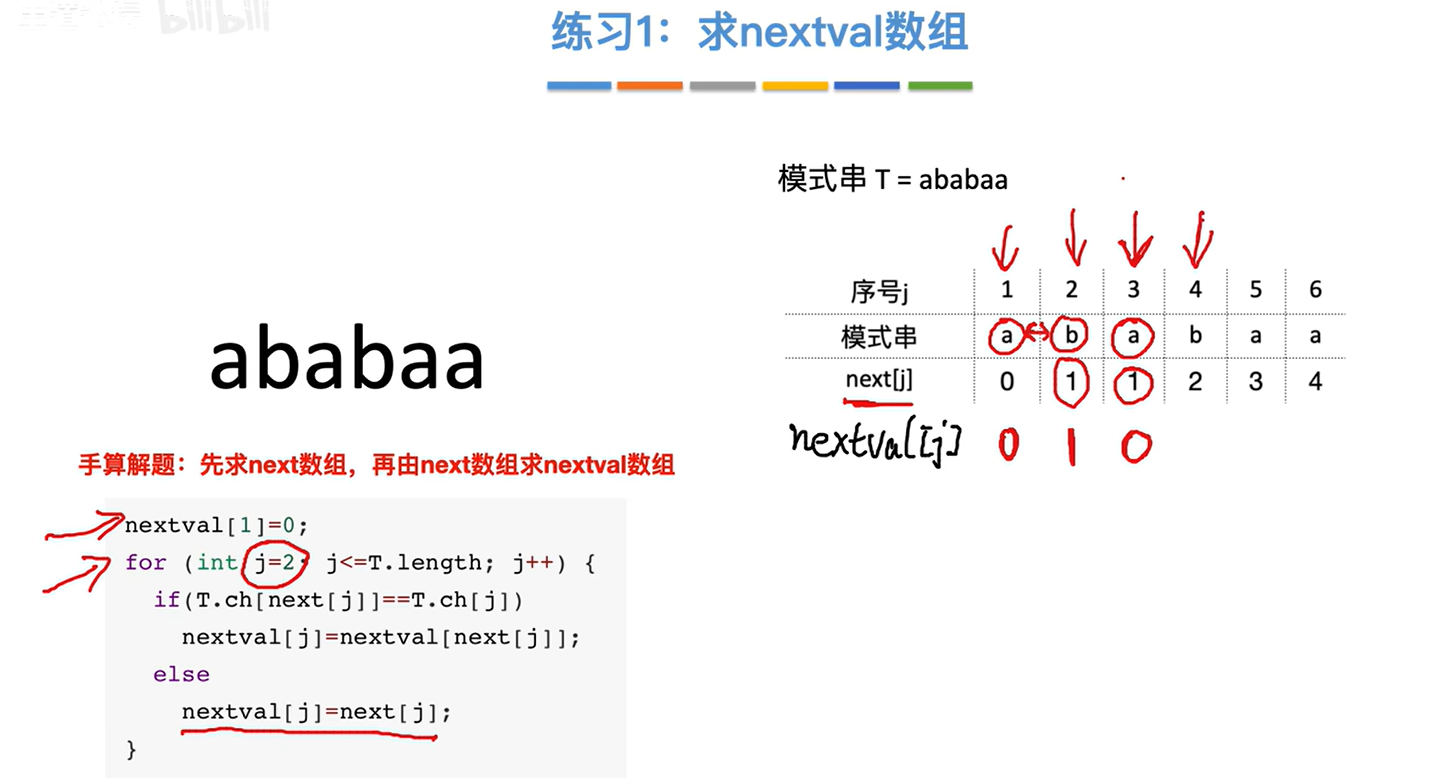 bilibili
练习1：求nextval数组
模式串 T = ababaa
序号j 1 2 3 4 5 6
模式串 a b a b a a
next[j] 0 1 1 2 3 4
nextval[j] 0 1 0
ababaa
手算解题：先求next数组，再由next数组求nextval数组
nextval[1]=0;
for (int j=2; j<=T.length; j++) {
if(T.ch[next[j]]==T.ch[j])
nextval[j]=nextval[next[j]];
else
nextval[j]=next[j];
}